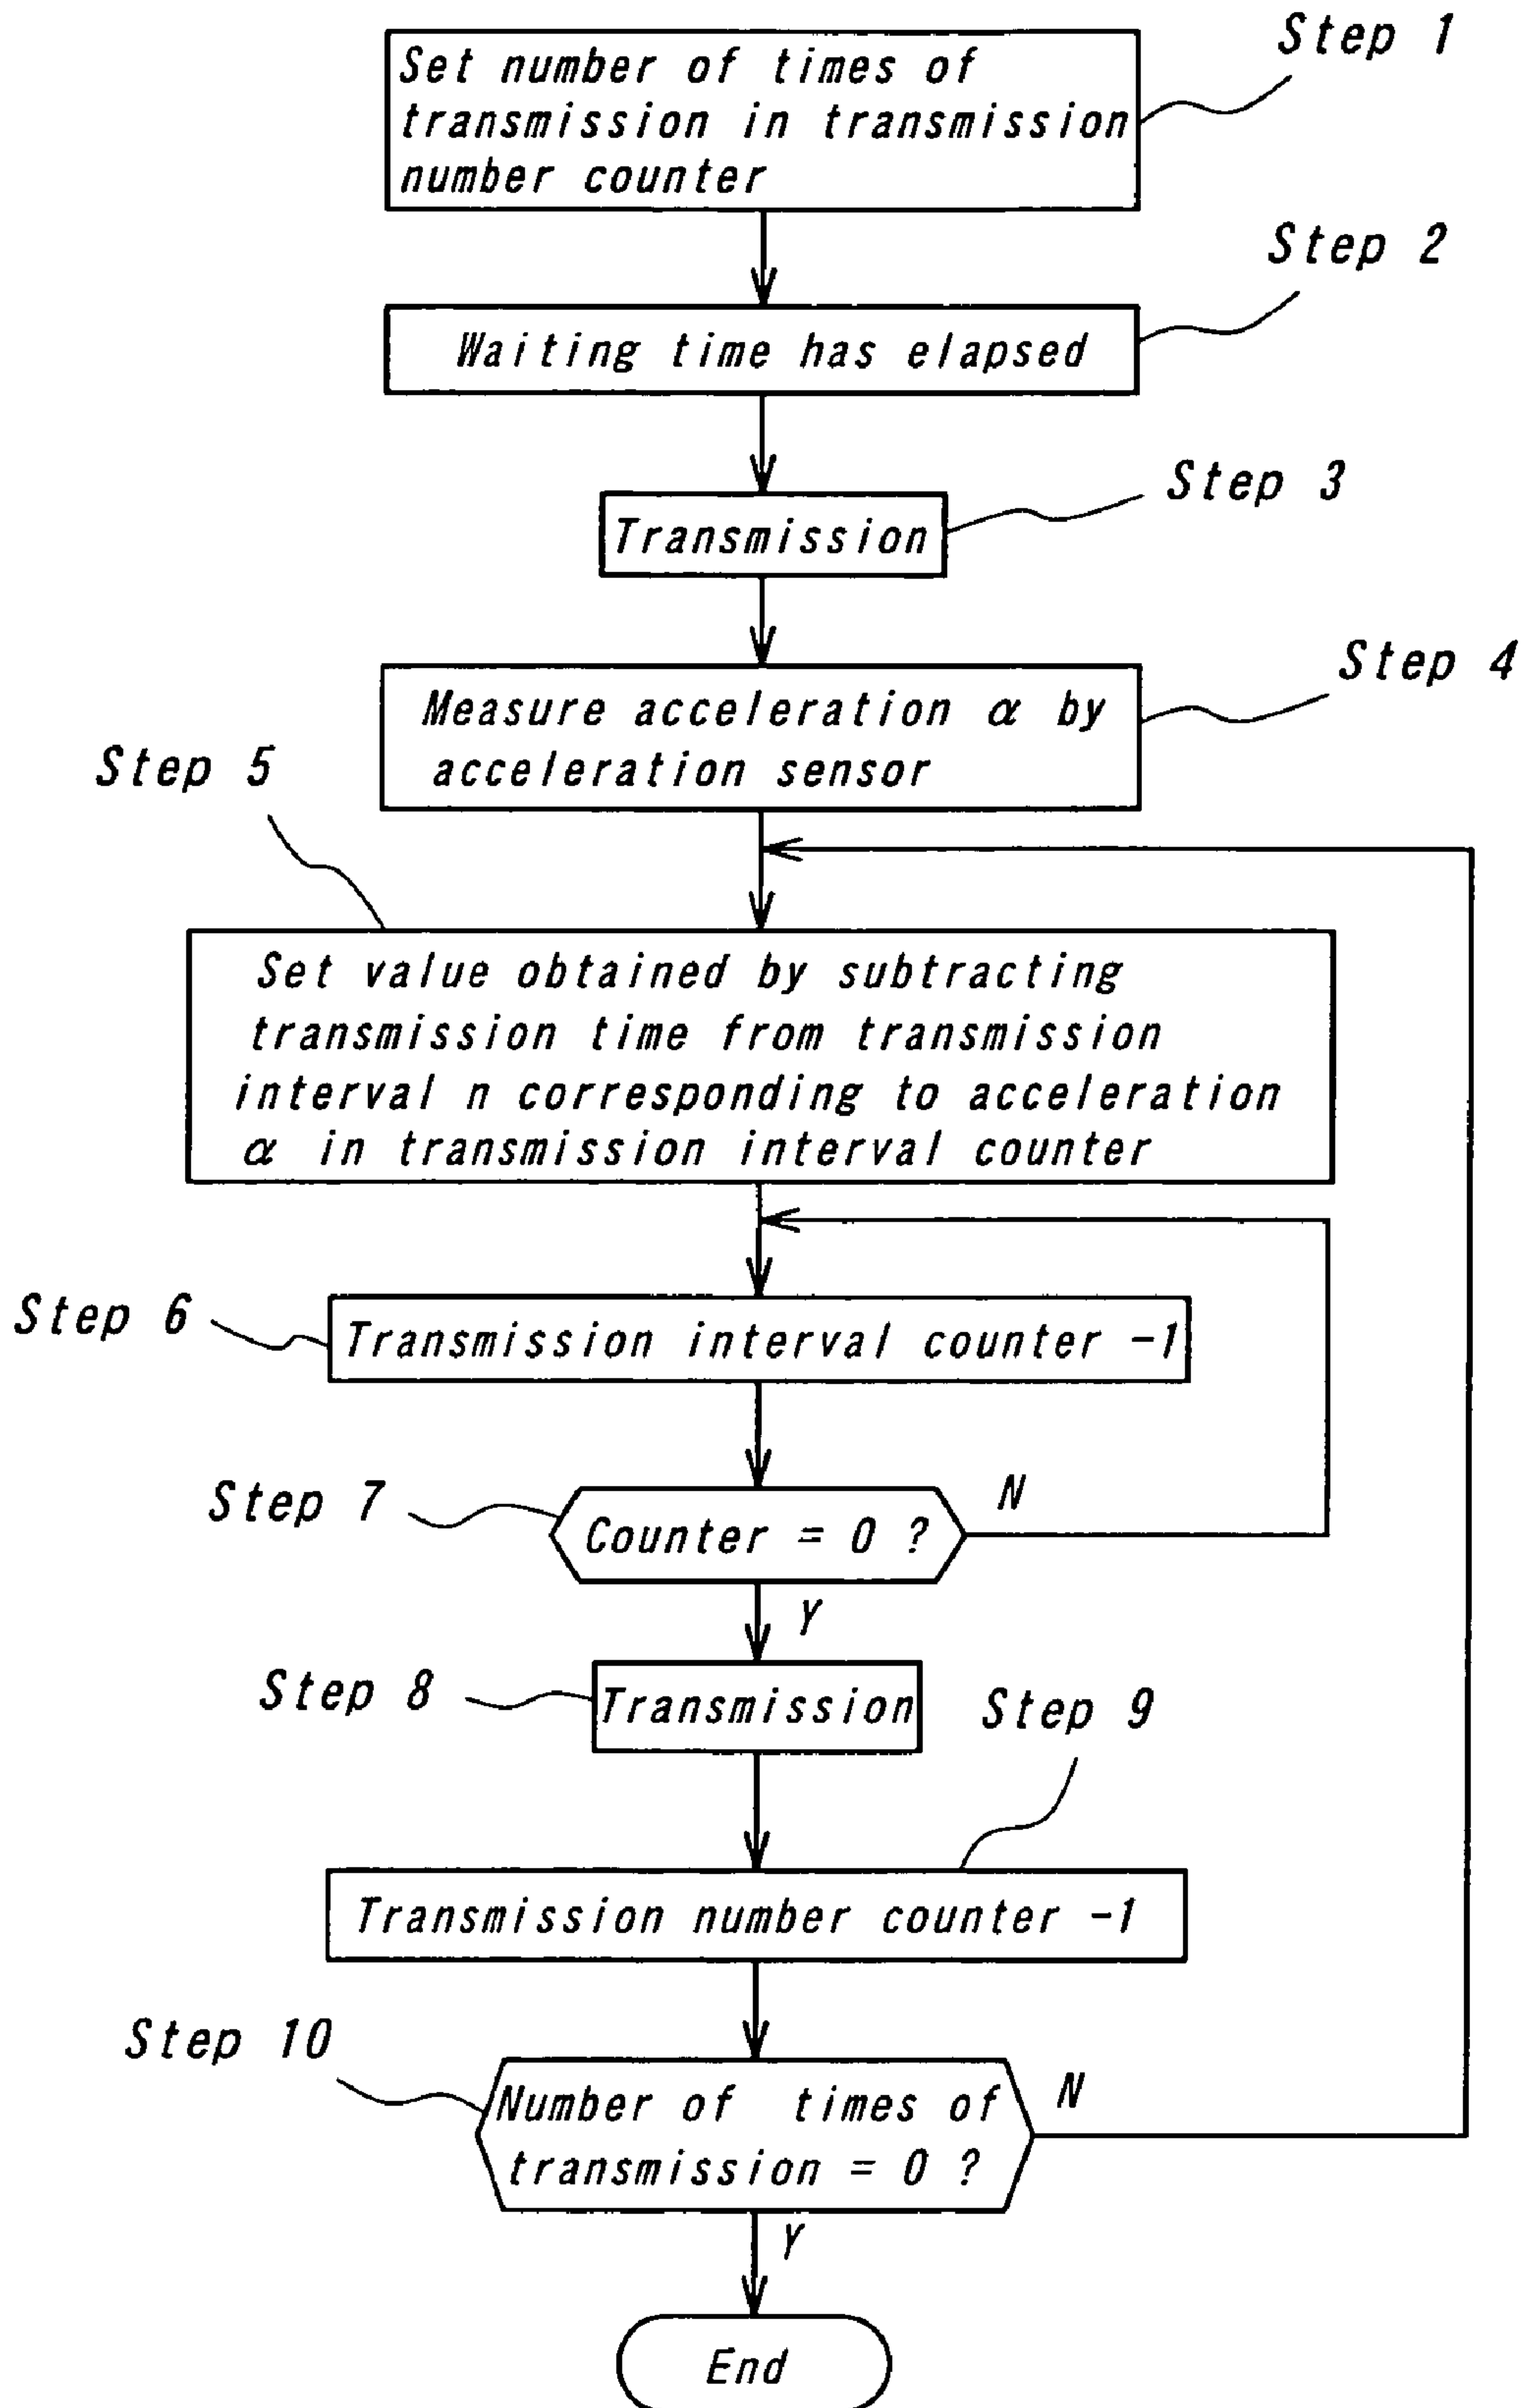 Step 1
Set number of times of
transmission in transmission
number counter
Step 2
Waiting time has elapsed
Step 3
Transmission
Step 4
Measure acceleration α by
acceleration sensor
Step 5
Set value obtained by subtracting
transmission time from transmission
interval n corresponding to acceleration
α in transmission interval counter
Step 6
Transmission interval counter -1
Step 7
Counter = 0 ?
N
Y
Step 8
Transmission
Step 9
Transmission number counter -1
Step 10
Number of times of
transmission = 0 ?
N
Y
End